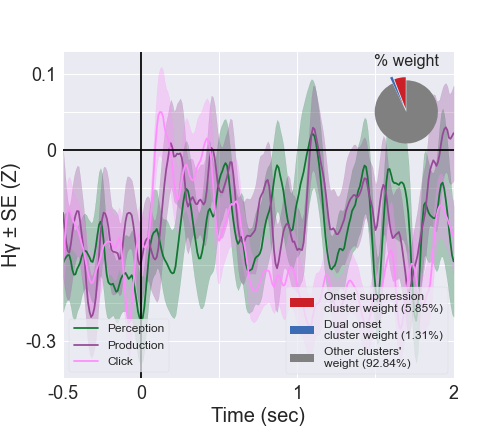 % weight
0.1
0
-0.3
Hγ ± SE (Z)
Perception
Production
Click
Onset suppression
cluster weight (5.85%)
Dual onset
cluster weight (1.31%)
Other clusters'
weight (92.84%)
-0.5
0
1
2
Time (sec)